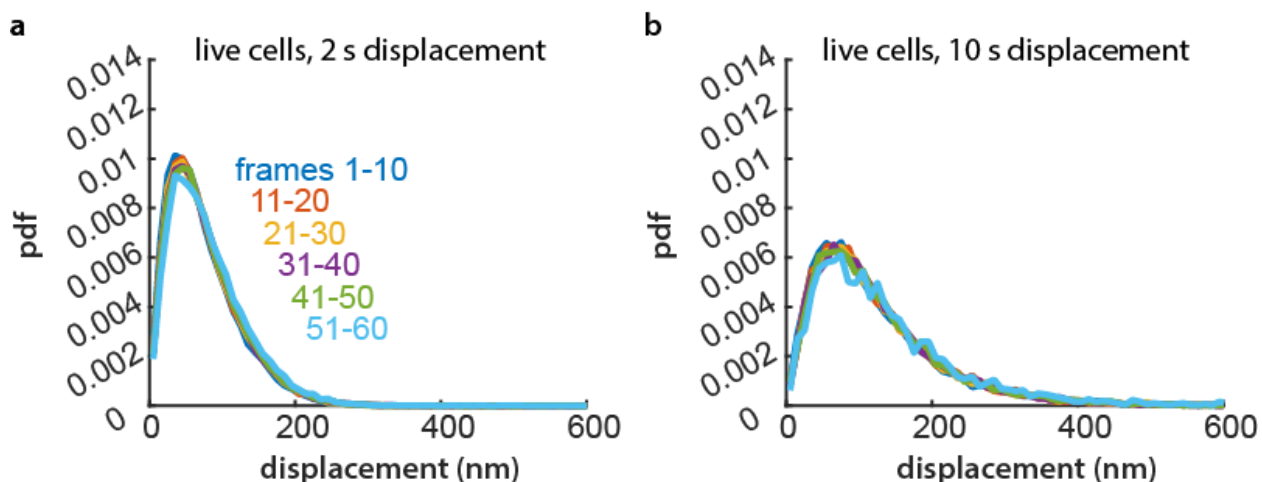 a
live cells, 2 s displacement
0.014
0.012
0.01
0.008
0.006
0.004
0.002
0
pdf
frames 1-10
11-20
21-30
31-40
41-50
51-60
0 200 400 600
displacement (nm)
b
live cells, 10 s displacement
0.014
0.012
0.01
0.008
0.006
0.004
0.002
0
pdf
0 200 400 600
displacement (nm)